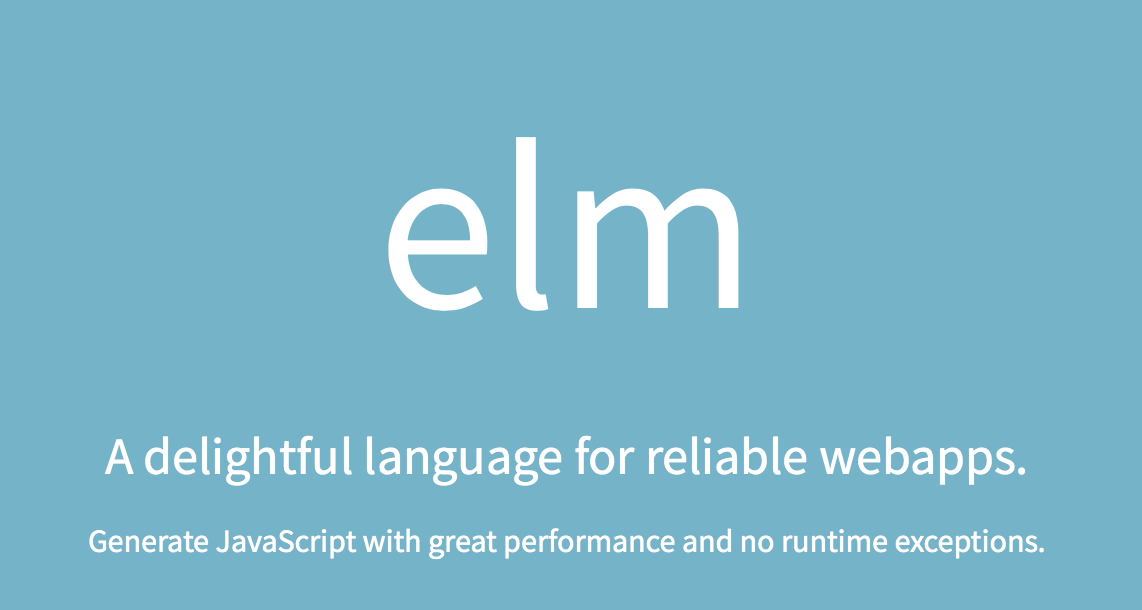 elm
A delightful language for reliable webapps.
Generate JavaScript with great performance and no runtime exceptions.